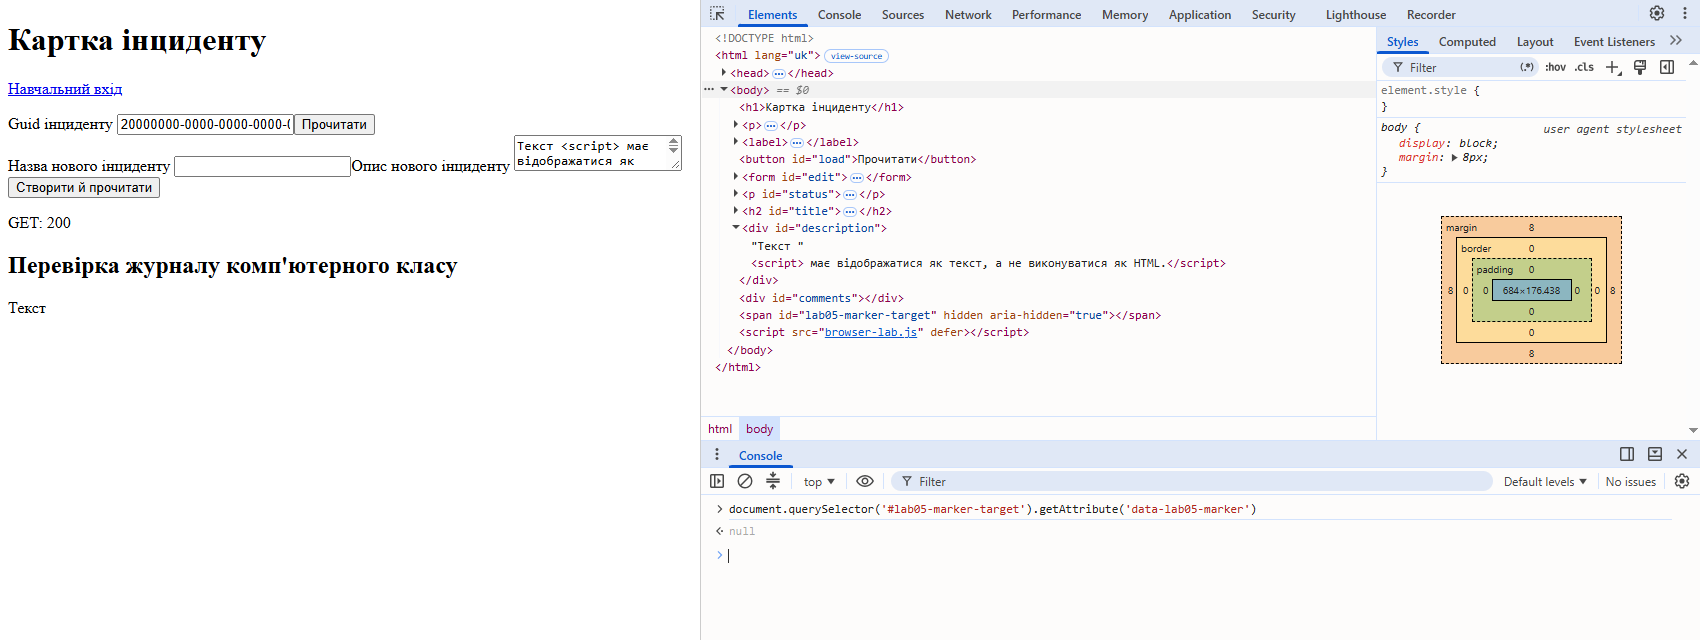 Картка інциденту
Навчальний вхід
Guid інциденту 20000000-0000-0000-0000-0 Прочитати
Назва нового інциденту Опис нового інциденту Текст <script> має
відображатися як
Створити й прочитати
GET: 200
Перевірка журналу комп'ютерного класу
Текст
Elements Console Sources Network Performance Memory Application Security Lighthouse Recorder
<!DOCTYPE html>
<html lang="uk"> view-source
<head> … </head>
… <body> == $0
<h1>Картка інциденту</h1>
<p> … </p>
<label> … </label>
<button id="load">Прочитати</button>
<form id="edit"> … </form>
<p id="status"> … </p>
<h2 id="title"> … </h2>
<div id="description">
"Текст "
<script> має відображатися як текст, а не виконуватися як HTML.</script>
</div>
<div id="comments"></div>
<span id="lab05-marker-target" hidden aria-hidden="true"></span>
<script src="browser-lab.js" defer></script>
</body>
</html>
html body
Styles Computed Layout Event Listeners
Filter :hov .cls
element.style {
}
body { user agent stylesheet
display: block;
margin: 8px;
}
margin 8
border 0
padding 0
8 0 0 684×176.438 0 0 8
0
0
8
Console
top Filter Default levels No issues
document.querySelector('#lab05-marker-target').getAttribute('data-lab05-marker')
null